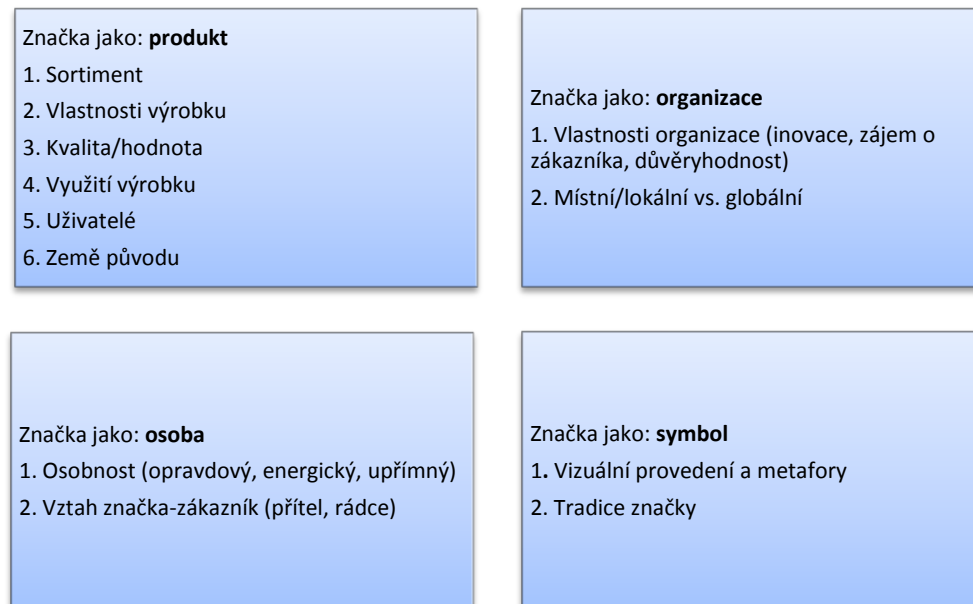 Značka jako: produkt
1. Sortiment
2. Vlastnosti výrobku
3. Kvalita/hodnota
4. Využití výrobku
5. Uživatelé
6. Země původu
Značka jako: organizace
1. Vlastnosti organizace (inovace, zájem o
zákazníka, důvěryhodnost)
2. Místní/lokální vs. globální
Značka jako: osoba
1. Osobnost (opravdový, energický, upřímný)
2. Vztah značka-zákazník (přítel, rádce)
Značka jako: symbol
1. Vizuální provedení a metafory
2. Tradice značky